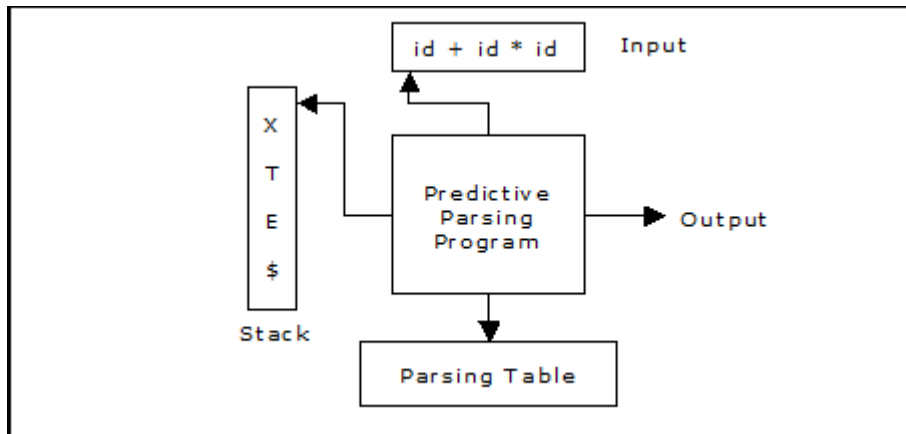 id + id * id
Input
X
T
E
$
Stack
Predictive
Parsing
Program
Output
Parsing Table